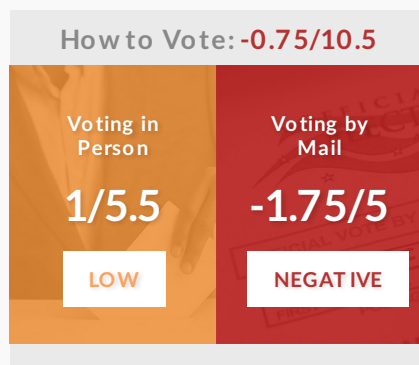 How to Vote: -0.75/10.5
Voting in
Person
1/5.5
LOW
Voting by
Mail
-1.75/5
NEGATIVE